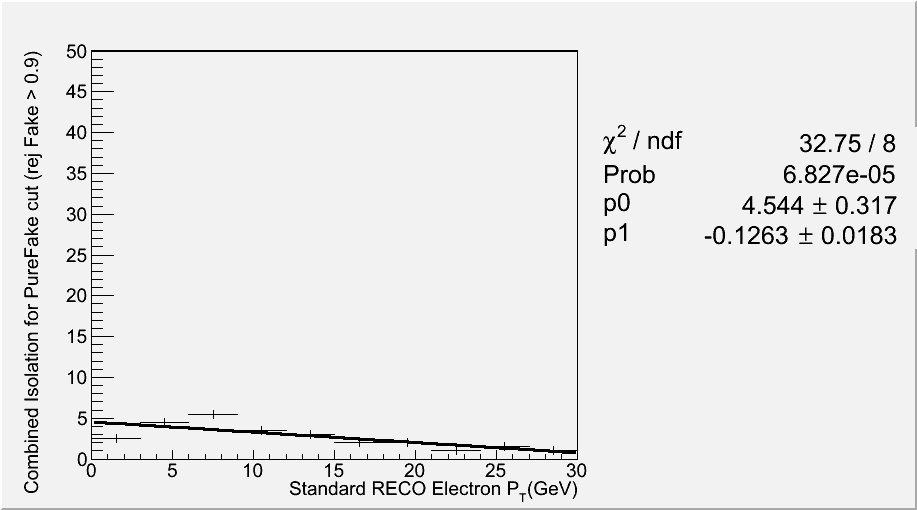 Combined Isolation for PureFake cut (rej Fake > 0.9)
50
45
40
35
30
25
20
15
10
5
0
0 5 10 15 20 25 30
Standard RECO Electron P_T(GeV)
χ² / ndf 32.75 / 8
Prob 6.827e-05
p0 4.544 ± 0.317
p1 -0.1263 ± 0.0183